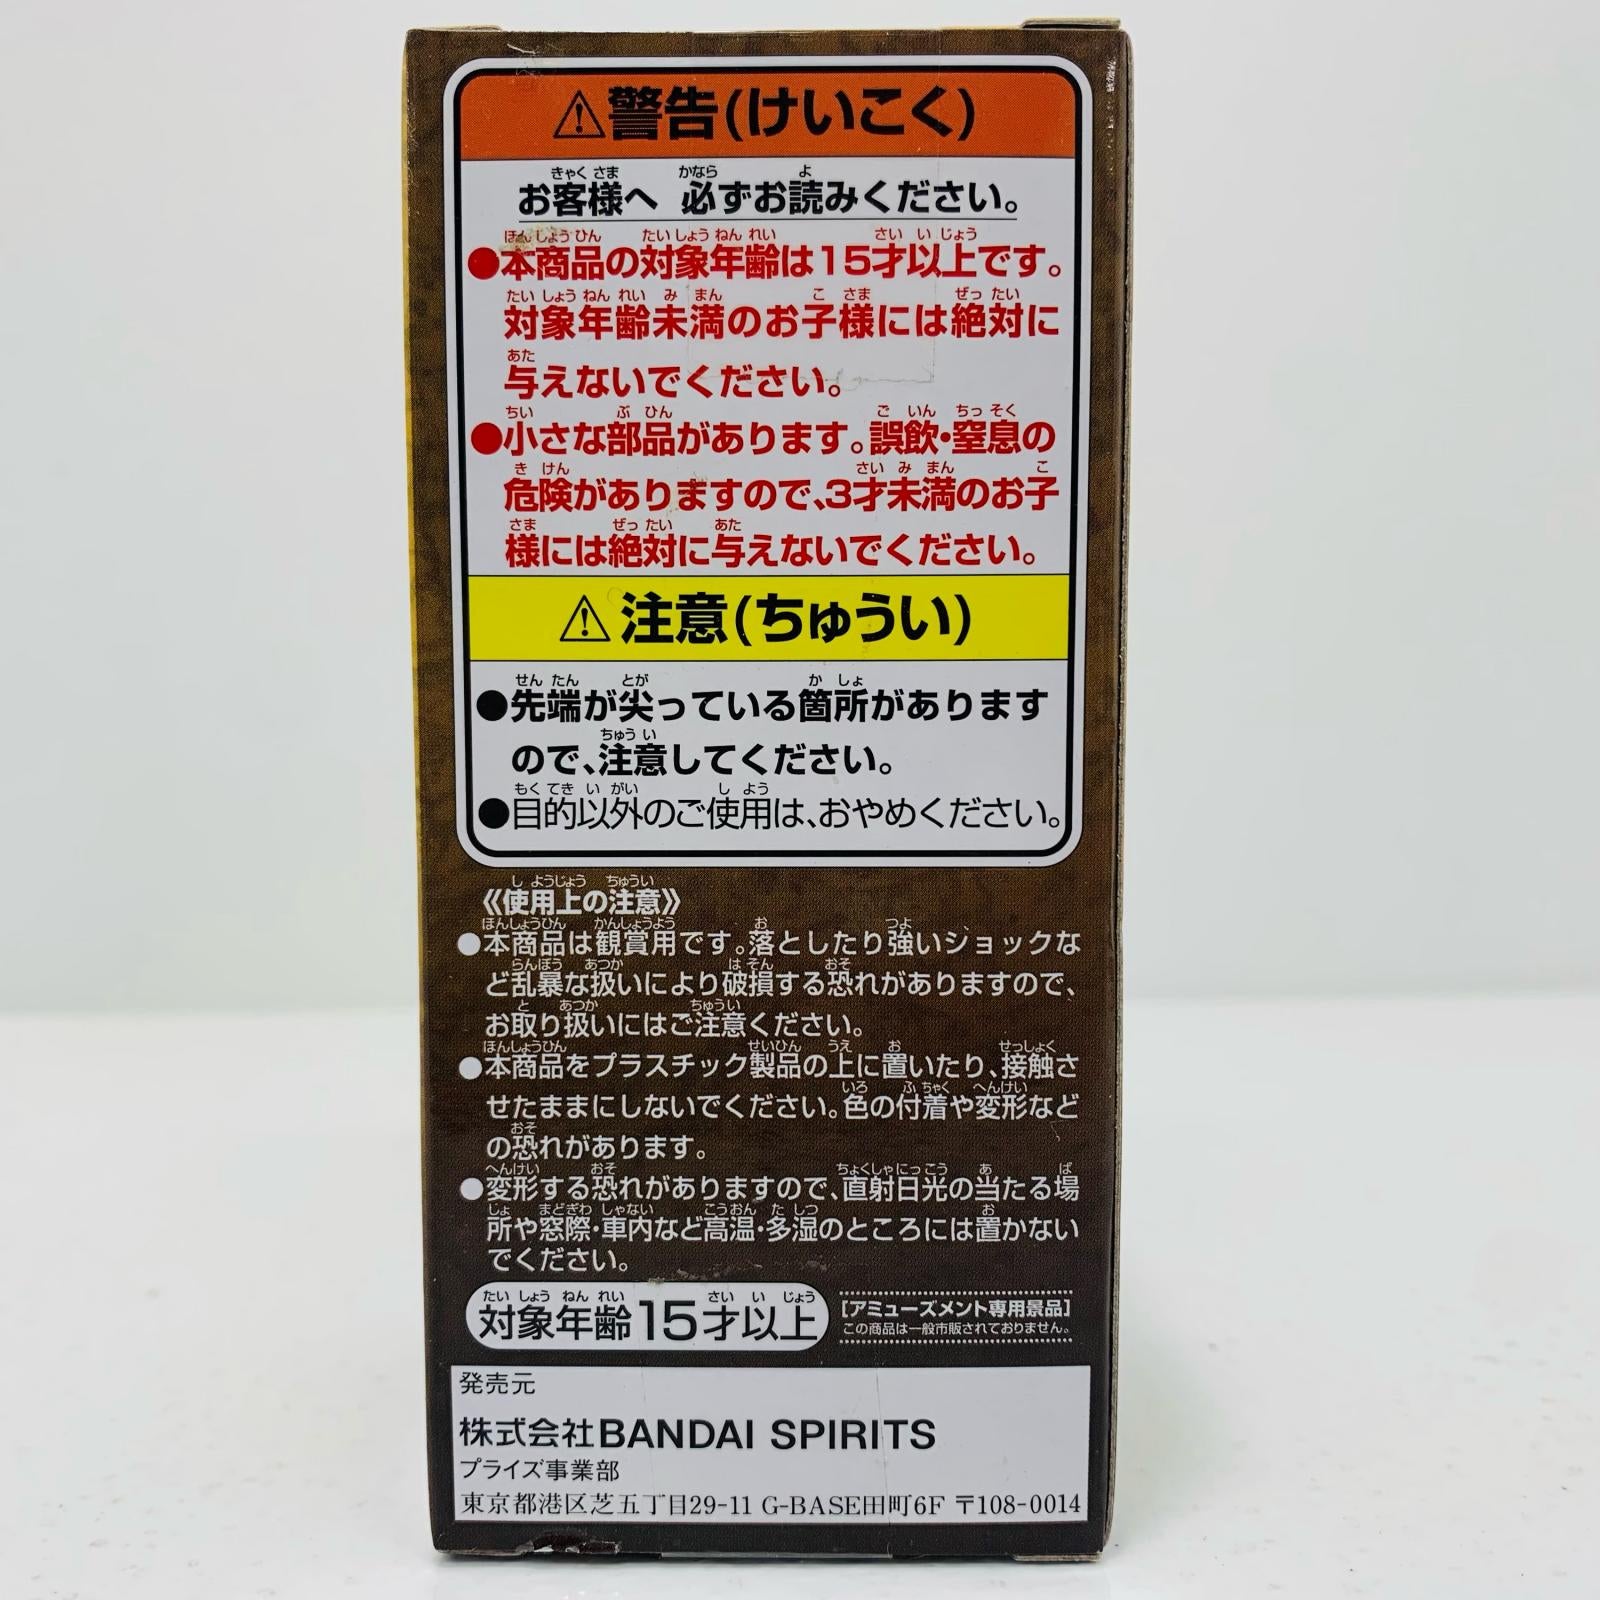 ⚠警告(けいこく)
お客様へ 必ずお読みください。
●本商品の対象年齢は15才以上です。
対象年齢未満のお子様には絶対に
与えないでください。
●小さな部品があります。誤飲・窒息の
危険がありますので、3才未満のお子
様には絶対に与えないでください。
⚠注意(ちゅうい)
●先端が尖っている箇所があります
ので、注意してください。
●目的以外のご使用は、おやめください。
《使用上の注意》
●本商品は観賞用です。落としたり強いショックな
ど乱暴な扱いにより破損する恐れがありますので、
お取り扱いにはご注意ください。
●本商品をプラスチック製品の上に置いたり、接触さ
せたままにしないでください。色の付着や変形など
の恐れがあります。
●変形する恐れがありますので、直射日光の当たる場
所や窓際・車内など高温・多湿のところには置かない
でください。
対象年齢15才以上
[アミューズメント専用景品]
この商品は一般市販されておりません。
発売元
株式会社BANDAI SPIRITS
プライズ事業部
東京都港区芝五丁目29-11 G-BASE田町6F 〒108-0014